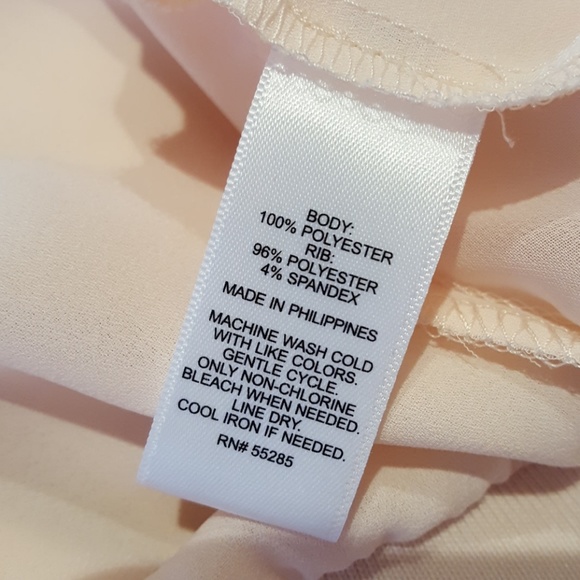 BODY:
100% POLYESTER
RIB:
96% POLYESTER
4% SPANDEX
MADE IN PHILIPPINES
MACHINE WASH COLD
WITH LIKE COLORS.
GENTLE CYCLE.
ONLY NON-CHLORINE
BLEACH WHEN NEEDED.
LINE DRY.
COOL IRON IF NEEDED.
RN# 55285